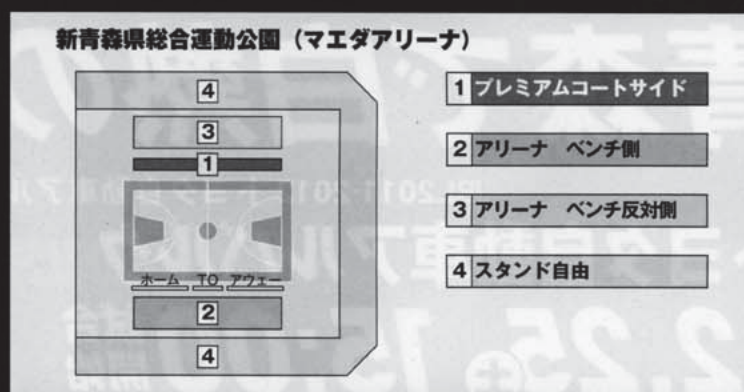 新青森県総合運動公園（マエダアリーナ）
4
3
1
ホーム TO アウェー
2
4
1 プレミアムコートサイド
2 アリーナ ベンチ側
3 アリーナ ベンチ反対側
4 スタンド自由